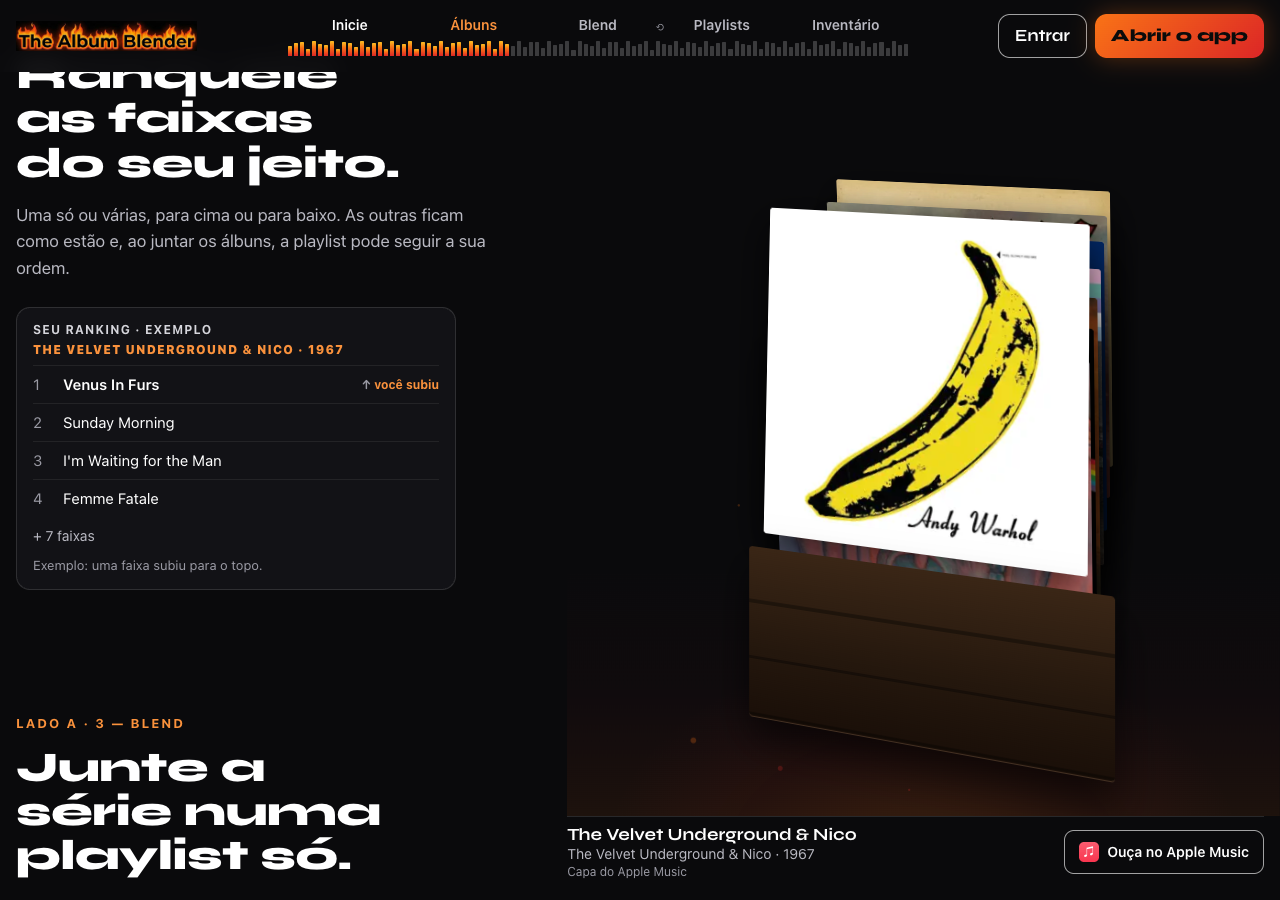 The Album Blender
Inicie
Álbuns
Blend
Playlists
Inventário
Entrar
Abrir o app
Ranqueie
as faixas
do seu jeito.
Uma só ou várias, para cima ou para baixo. As outras ficam
como estão e, ao juntar os álbuns, a playlist pode seguir a sua
ordem.
SEU RANKING · EXEMPLO
THE VELVET UNDERGROUND & NICO · 1967
1 Venus In Furs ↑ você subiu
2 Sunday Morning
3 I'm Waiting for the Man
4 Femme Fatale
+ 7 faixas
Exemplo: uma faixa subiu para o topo.
LADO A · 3 — BLEND
Junte a
série numa
playlist só.
Andy Warhol
The Velvet Underground & Nico
The Velvet Underground & Nico · 1967
Capa do Apple Music
Ouça no Apple Music